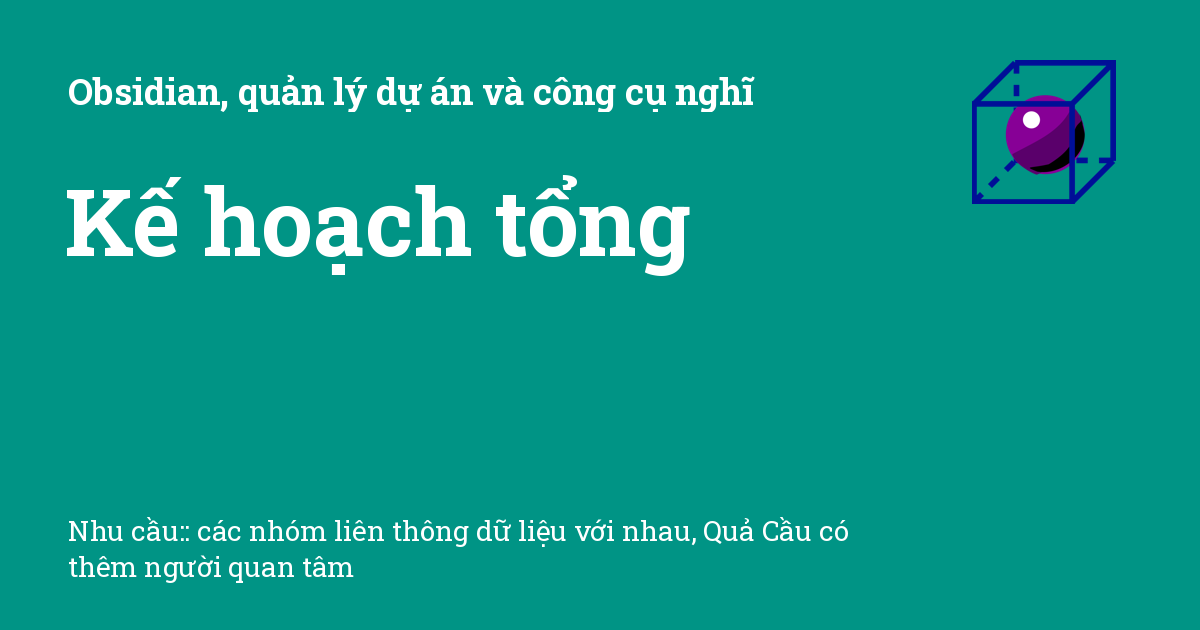 Obsidian, quản lý dự án và công cụ nghĩ
Kế hoạch tổng
Nhu cầu:: các nhóm liên thông dữ liệu với nhau, Quả Cầu có
thêm người quan tâm